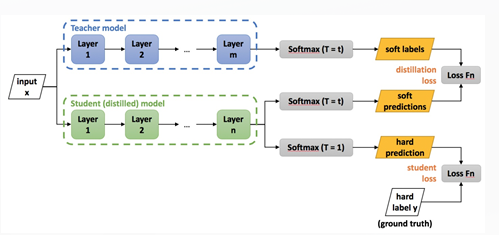 Teacher model
Layer
1
Layer
2
...
Layer
m
Softmax (T = t)
soft labels
input
x
distillation
loss
Loss Fn
Student (distilled) model
Layer
1
Layer
2
...
Layer
n
Softmax (T = t)
soft
predictions
Softmax (T = 1)
hard
prediction
student
loss
Loss Fn
hard
label y
(ground truth)